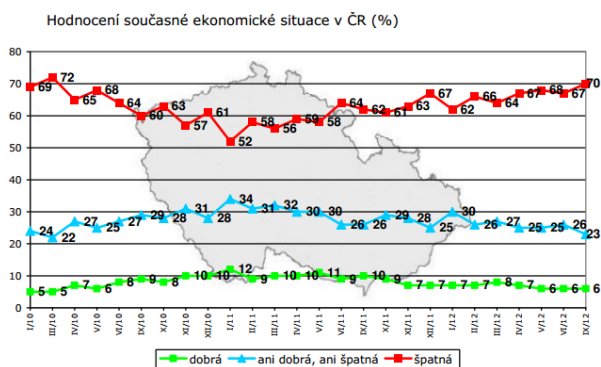 Hodnocení současné ekonomické situace v ČR (%)
80
70
60
50
40
30
20
10
0
69 72 65 68 64 60 63 57 61 52 58 56 59 58 64 62 61 63 67 62 66 64 67 68 67 70
24 22 27 25 27 29 28 31 28 34 31 32 30 30 26 26 29 28 25 30 26 27 25 25 26 23
5 5 7 6 8 9 8 10 10 12 9 10 10 11 9 10 9 7 7 7 7 8 7 6 6 6
I/0 III/10 IV/10 V/10 VI/10 IX/10 X/10 XI/10 XII/10 I/11 II/11 III/11 IV/11 V/11 VI/11 IX/11 X/11 XI/11 XII/11 I/12 II/12 III/12 IV/12 V/12 VI/12 IX/12
dobrá ani dobrá, ani špatná špatná